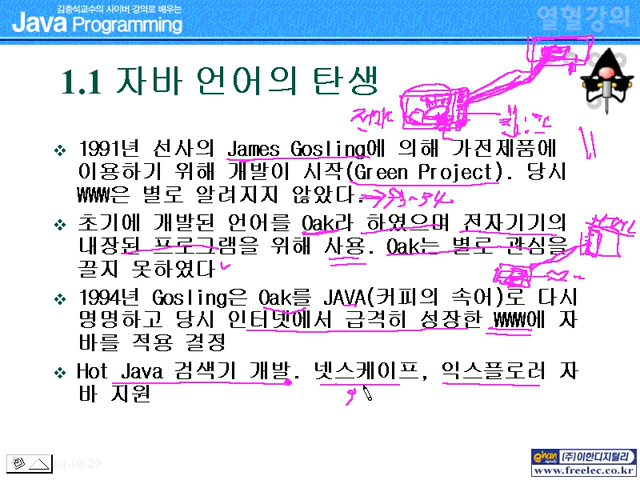 김충석교수의 사이버 강의로 배우는
Java Programming
열혈강의
1.1 자바 언어의 탄생
1991년 선사의 James Gosling에 의해 가전제품에
이용하기 위해 개발이 시작(Green Project). 당시
WWW은 별로 알려지지 않았다.
→93~94
초기에 개발된 언어를 Oak라 하였으며 전자기기의
내장된 프로그램을 위해 사용. Oak는 별로 관심을
끌지 못하였다
1994년 Gosling은 Oak를 JAVA(커피의 속어)로 다시
명명하고 당시 인터넷에서 급격히 성장한 WWW에 자
바를 적용 결정
Hot Java 검색기 개발. 넷스케이프, 익스플로러 자
바 지원
01-03-29
ehan (주)이한디지털리
www.freelec.co.kr